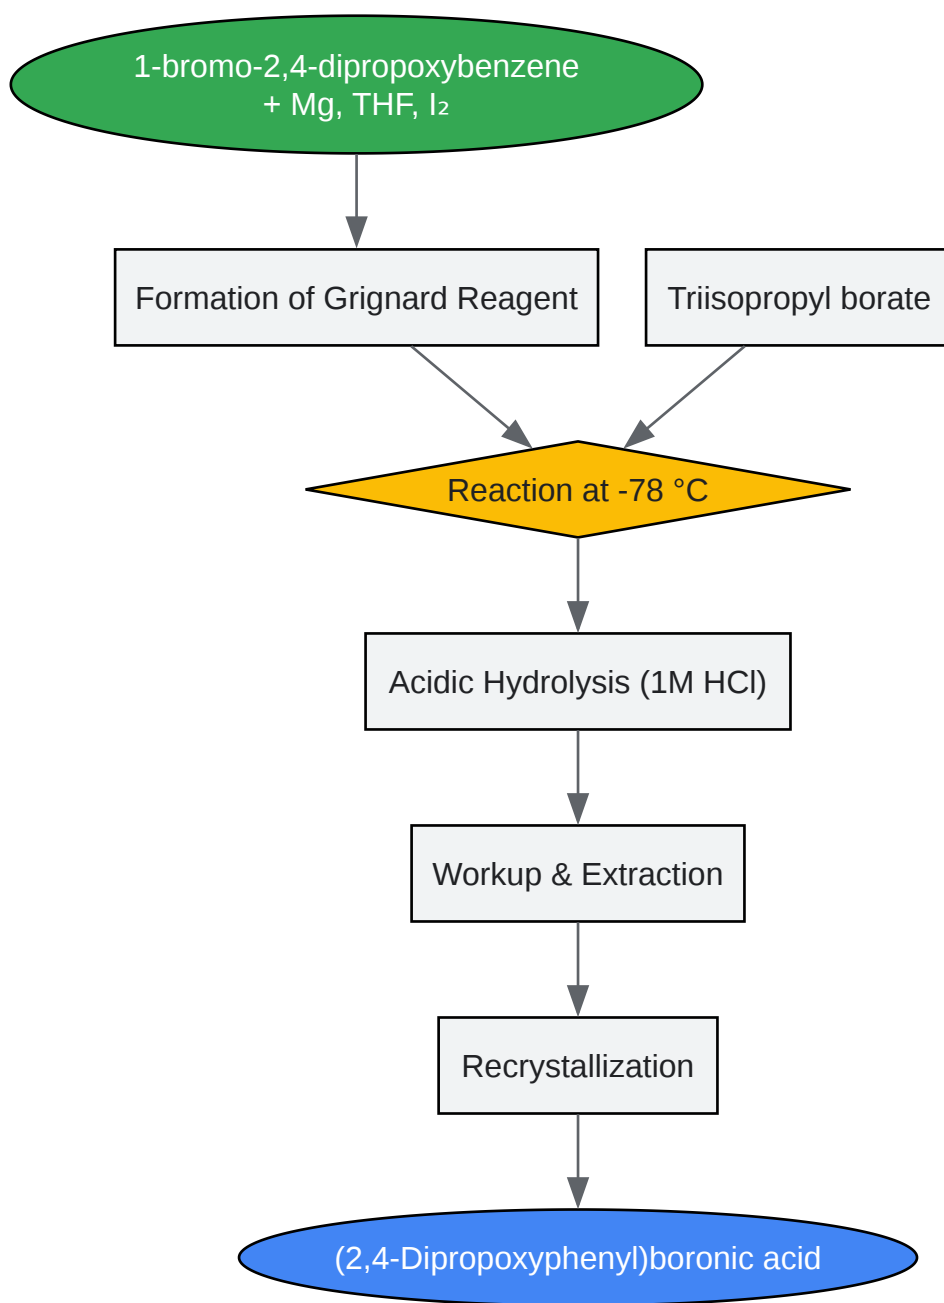 1-bromo-2,4-dipropoxybenzene
+ Mg, THF, I₂
Formation of Grignard Reagent
Triisopropyl borate
Reaction at -78 °C
Acidic Hydrolysis (1M HCl)
Workup & Extraction
Recrystallization
(2,4-Dipropoxyphenyl)boronic acid